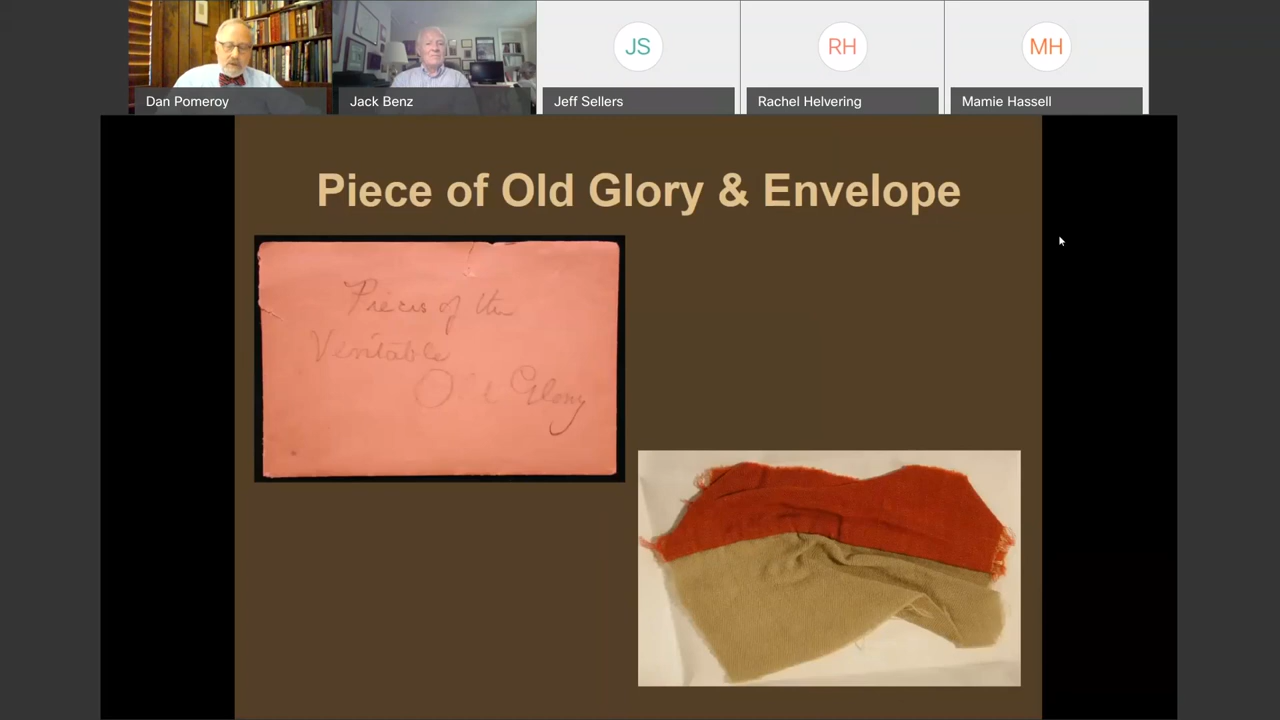 Dan Pomeroy
Jack Benz
JS
Jeff Sellers
RH
Rachel Helvering
MH
Mamie Hassell
Piece of Old Glory & Envelope
Pieces of the
Veritable
Old Glory